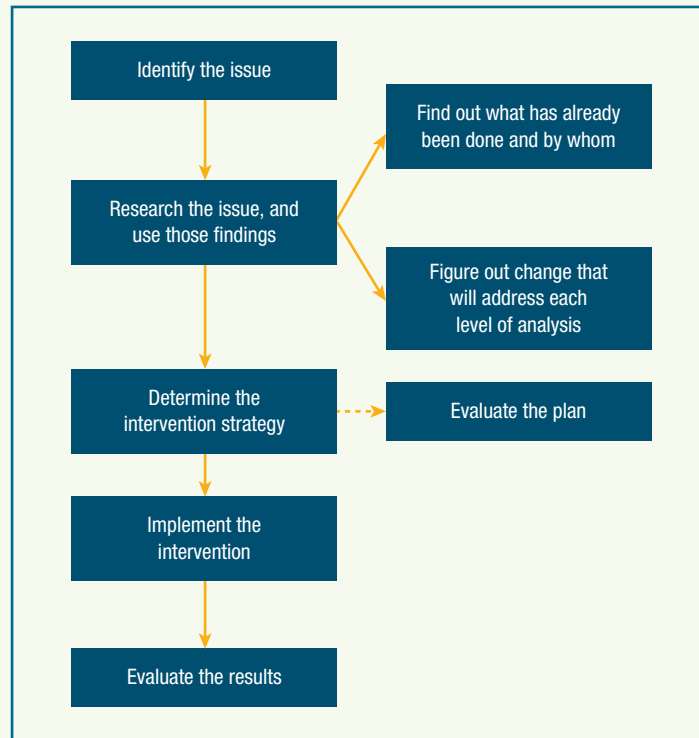 Identify the issue
Find out what has already
been done and by whom
Research the issue, and
use those findings
Figure out change that
will address each
level of analysis
Determine the
intervention strategy
Evaluate the plan
Implement the
intervention
Evaluate the results